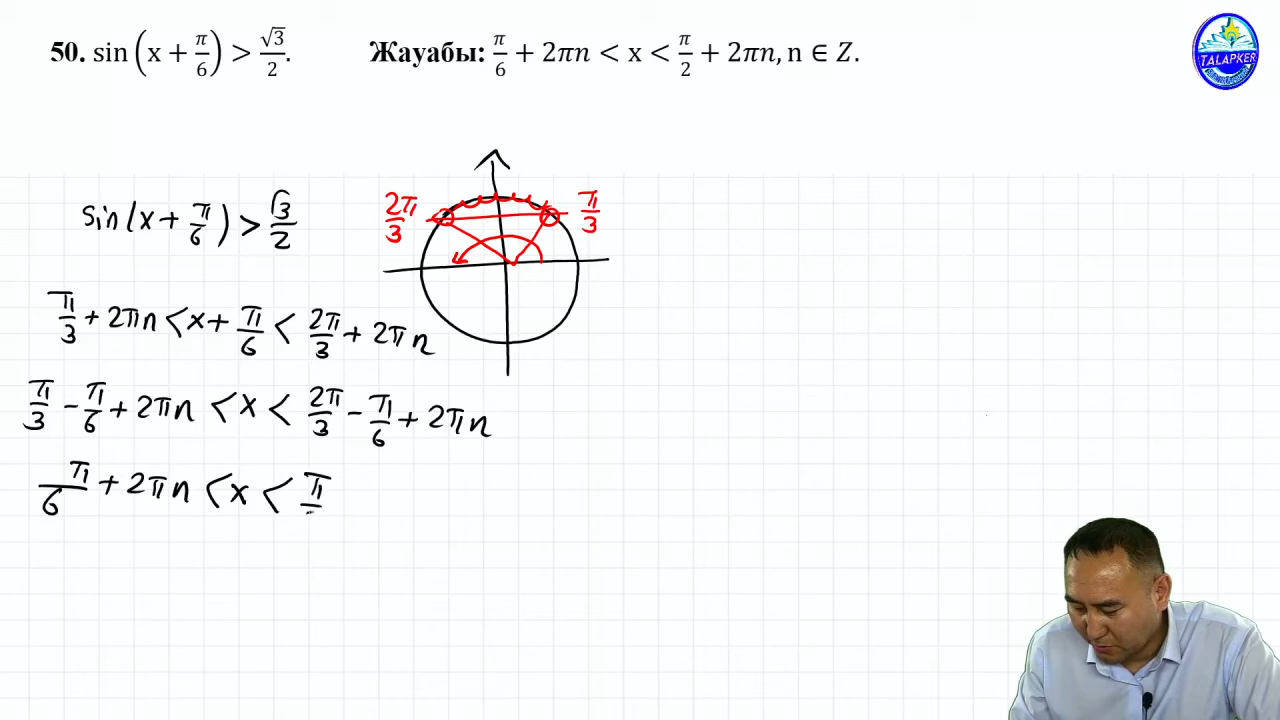 50. sin(x + π/6) > √3/2. Жауабы: π/6 + 2πn < x < π/2 + 2πn, n ∈ Z.
TALAPKER
sin(x + π/6) > √3/2
2π/3 π/3
π/3 + 2πn < x + π/6 < 2π/3 + 2πn
π/3 - π/6 + 2πn < x < 2π/3 - π/6 + 2πn
π/6 + 2πn < x < π